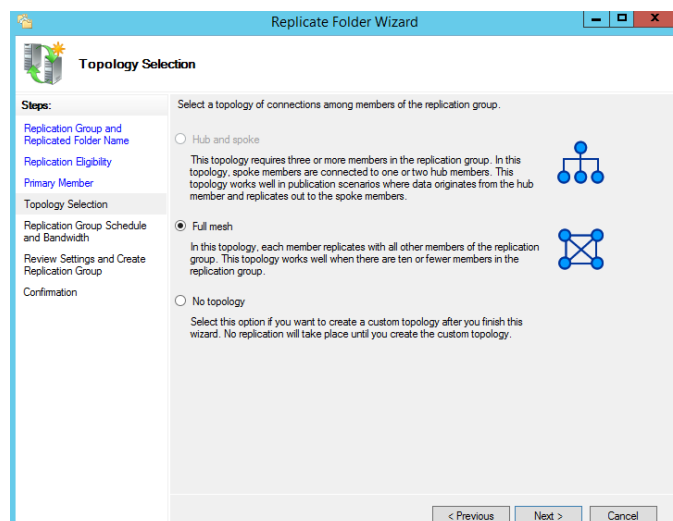 Replicate Folder Wizard
Topology Selection
Steps:
Replication Group and
Replicated Folder Name
Replication Eligibility
Primary Member
Topology Selection
Replication Group Schedule
and Bandwidth
Review Settings and Create
Replication Group
Confirmation
Select a topology of connections among members of the replication group.
Hub and spoke
This topology requires three or more members in the replication group. In this
topology, spoke members are connected to one or two hub members. This
topology works well in publication scenarios where data originates from the hub
member and replicates out to the spoke members.
Full mesh
In this topology, each member replicates with all other members of the replication
group. This topology works well when there are ten or fewer members in the
replication group.
No topology
Select this option if you want to create a custom topology after you finish this
wizard. No replication will take place until you create the custom topology.
< Previous
Next >
Cancel